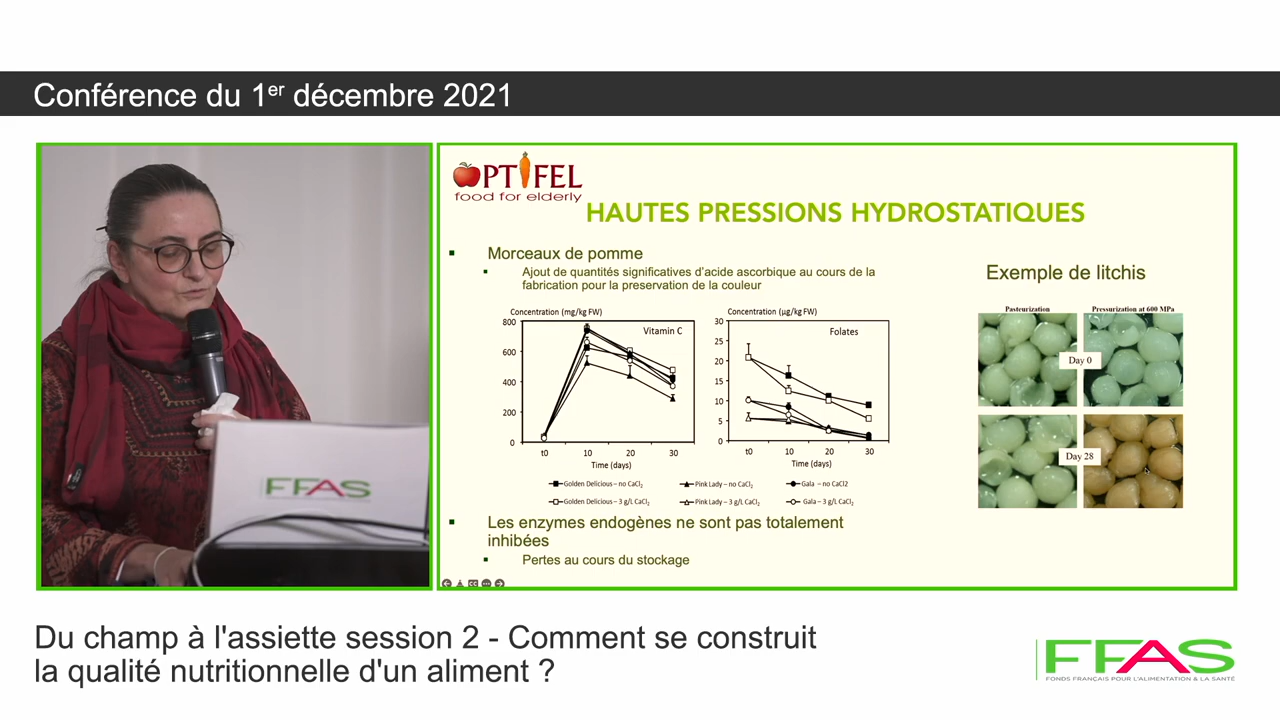 Conférence du 1er décembre 2021
FFAS
OPTIFEL
food for elderly
HAUTES PRESSIONS HYDROSTATIQUES
▪ Morceaux de pomme
▪ Ajout de quantités significatives d'acide ascorbique au cours de la
fabrication pour la preservation de la couleur
Concentration (mg/kg FW)
Vitamin C
800
600
400
200
0
t0 10 20 30
Time (days)
Concentration (µg/kg FW)
Folates
30
25
20
15
10
5
0
t0 10 20 30
Time (days)
Golden Delicious – no CaCl2 Pink Lady – no CaCl2 Gala – no CaCl2
Golden Delicious – 3 g/L CaCl2 Pink Lady – 3 g/L CaCl2 Gala – 3 g/L CaCl2
▪ Les enzymes endogènes ne sont pas totalement
inhibées
▪ Pertes au cours du stockage
Exemple de litchis
Pasteurization Pressurization at 600 MPa
Day 0
Day 28
Du champ à l'assiette session 2 - Comment se construit
la qualité nutritionnelle d'un aliment ?
FFAS
FONDS FRANÇAIS POUR L'ALIMENTATION & LA SANTÉ